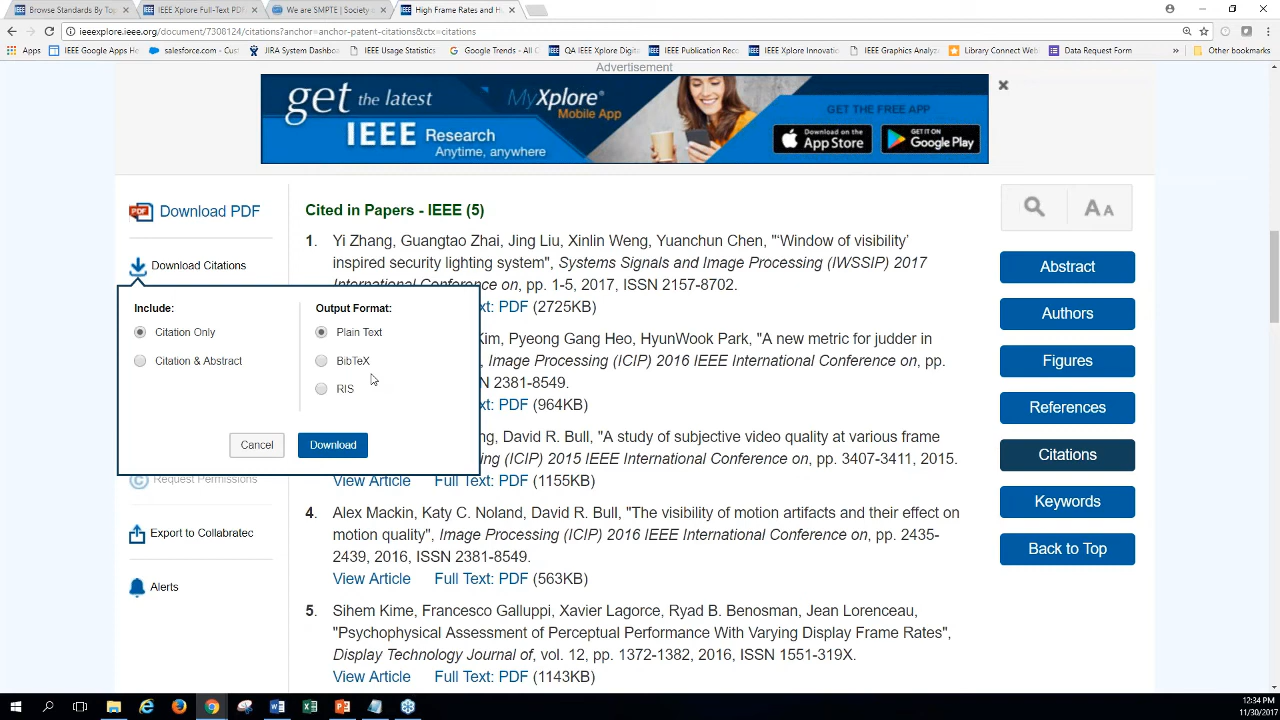 Browse Standards By Top
IEEE Xplore Full-Text PDF
We are SMPTE | Society
High Frame Rates and H
ieeexplore.ieee.org/document/7308124/citations?anchor=anchor-patent-citations&ctx=citations
Apps
IEEE Google Apps H
salesforce.com - Cust
JIRA System Dashbo
IEEE Usage Statistics
Google Trends - All C
QA IEEE Xplore Digit
IEEE Publication Reco
IEEE Xplore Innovatio
IEEE Graphics Analyz
Library Connect Web
Data Request Form
»
Other bookmarks
Advertisement
get the latest
IEEE Research
Anytime, anywhere
MyXplore®
Mobile App
GET THE FREE APP
Download on the
App Store
GET IT ON
Google Play
PDF Download PDF
Download Citations
Include:
Citation Only
Citation & Abstract
Output Format:
Plain Text
BibTeX
RIS
Cancel
Download
Request Permissions
Export to Collabratec
Alerts
Cited in Papers - IEEE (5)
1. Yi Zhang, Guangtao Zhai, Jing Liu, Xinlin Weng, Yuanchun Chen, "‘Window of visibility’
inspired security lighting system", Systems Signals and Image Processing (IWSSIP) 2017
International Conference on, pp. 1-5, 2017, ISSN 2157-8702.
xt: PDF (2725KB)
Kim, Pyeong Gang Heo, HyunWook Park, "A new metric for judder in
, Image Processing (ICIP) 2016 IEEE International Conference on, pp.
SN 2381-8549.
xt: PDF (964KB)
ng, David R. Bull, "A study of subjective video quality at various frame
ing (ICIP) 2015 IEEE International Conference on, pp. 3407-3411, 2015.
View Article Full Text: PDF (1155KB)
4. Alex Mackin, Katy C. Noland, David R. Bull, "The visibility of motion artifacts and their effect on
motion quality", Image Processing (ICIP) 2016 IEEE International Conference on, pp. 2435-
2439, 2016, ISSN 2381-8549.
View Article Full Text: PDF (563KB)
5. Sihem Kime, Francesco Galluppi, Xavier Lagorce, Ryad B. Benosman, Jean Lorenceau,
"Psychophysical Assessment of Perceptual Performance With Varying Display Frame Rates",
Display Technology Journal of, vol. 12, pp. 1372-1382, 2016, ISSN 1551-319X.
View Article Full Text: PDF (1143KB)
A A
Abstract
Authors
Figures
References
Citations
Keywords
Back to Top
12:34 PM
11/30/2017